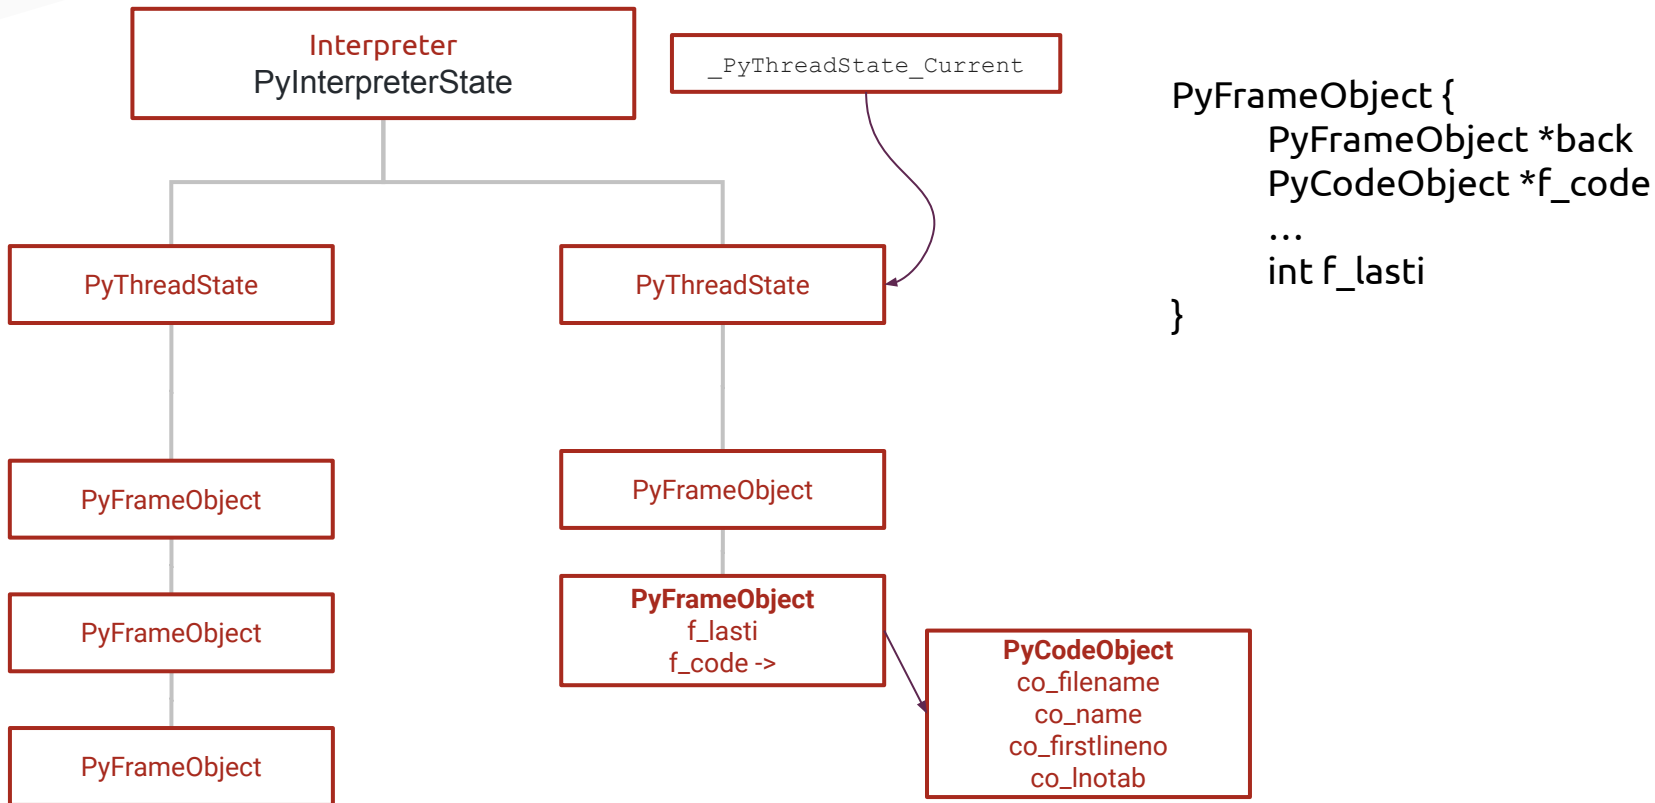 Interpreter
PyInterpreterState
_PyThreadState_Current
PyFrameObject {
PyFrameObject *back
PyCodeObject *f_code
…
int f_lasti
}
PyThreadState
PyThreadState
PyFrameObject
PyFrameObject
PyFrameObject
PyFrameObject
PyFrameObject
f_lasti
f_code ->
PyCodeObject
co_filename
co_name
co_firstlineno
co_lnotab